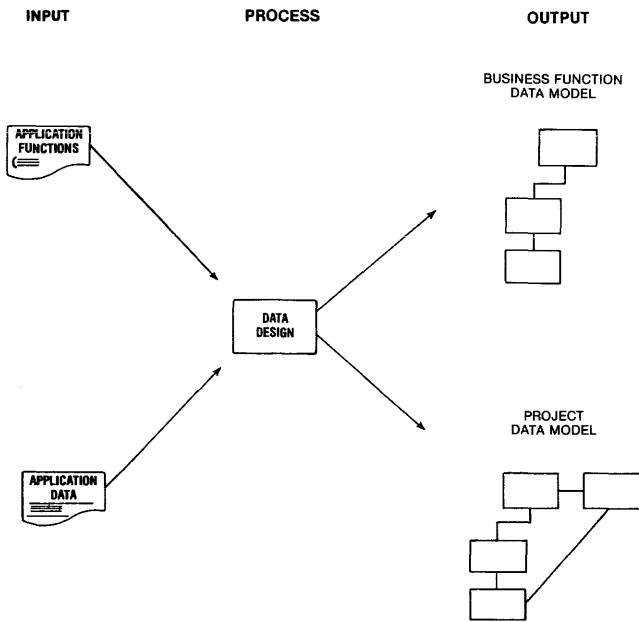 INPUT
PROCESS
OUTPUT
BUSINESS FUNCTION
DATA MODEL
APPLICATION
FUNCTIONS
DATA
DESIGN
PROJECT
DATA MODEL
APPLICATION
DATA